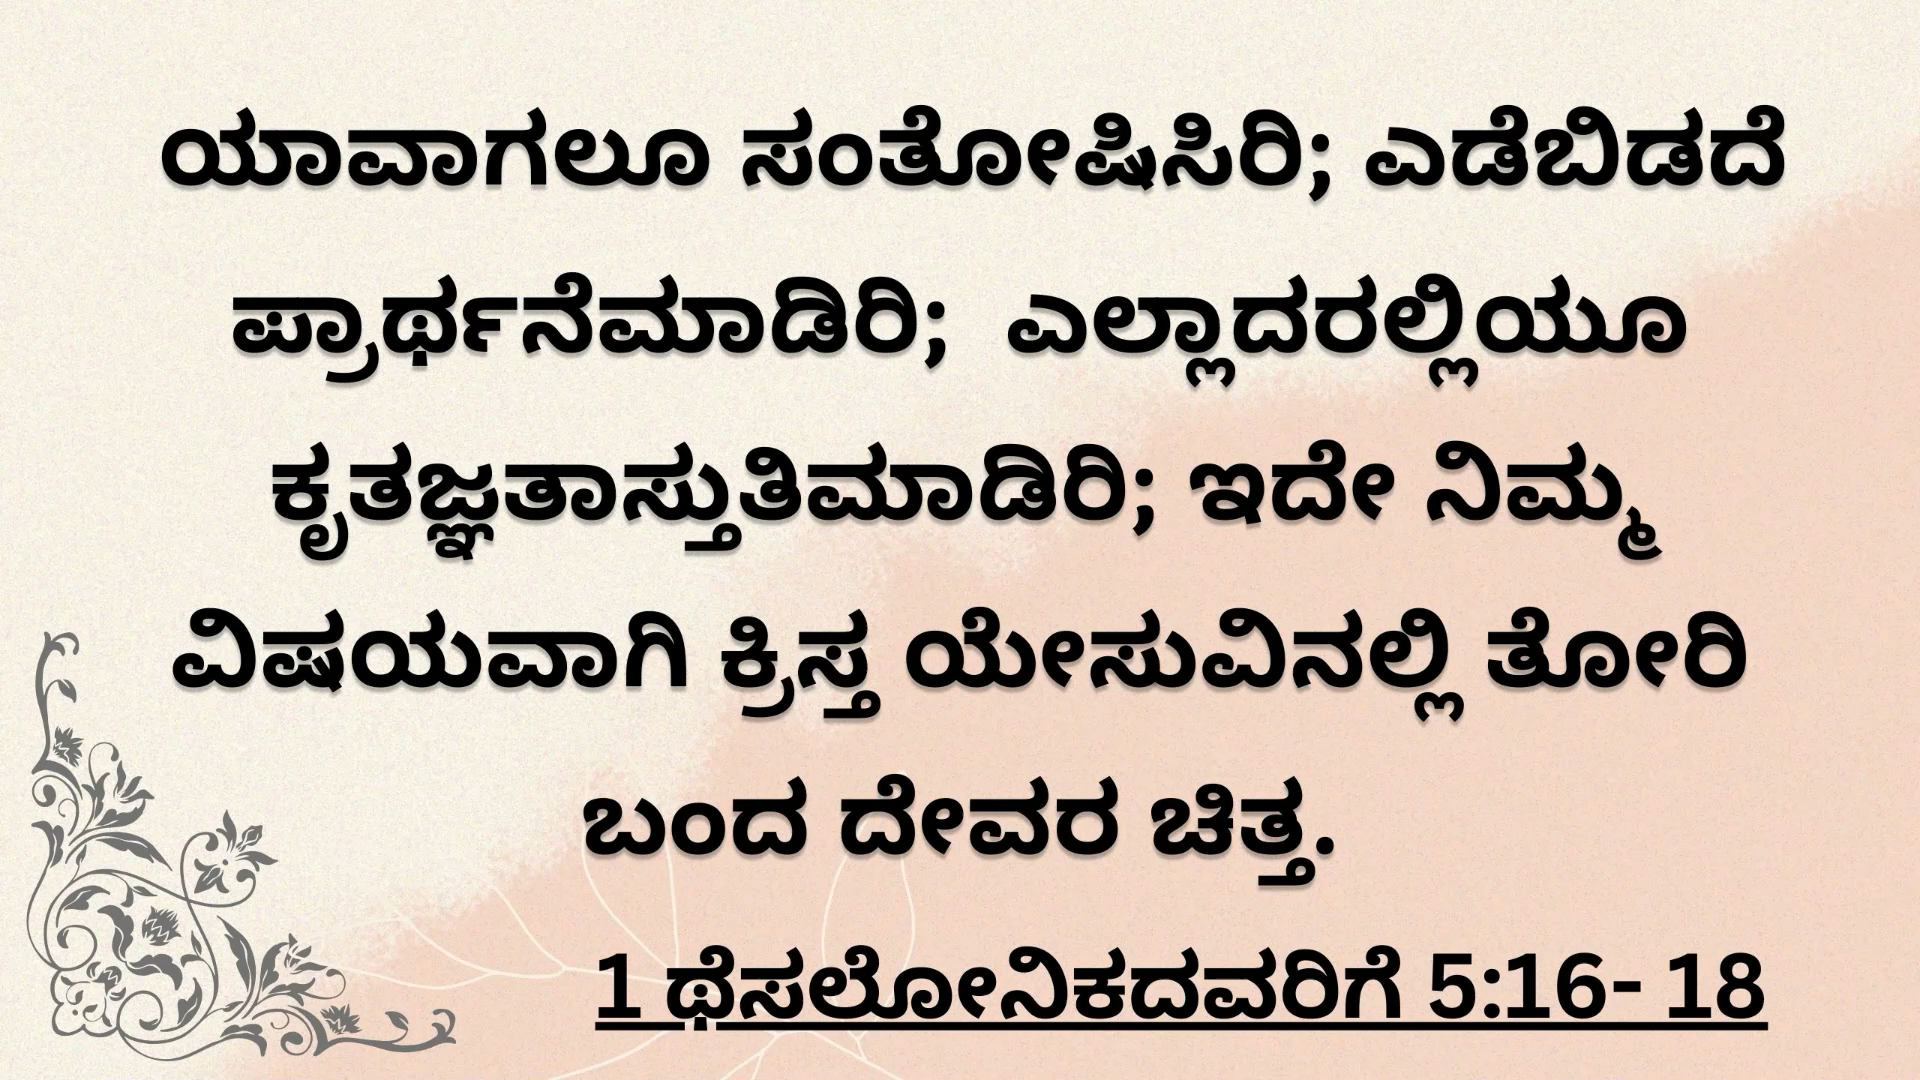 ಯಾವಾಗಲೂ ಸಂತೋಷಿಸಿರಿ; ಎಡೆಬಿಡದೆ
ಪ್ರಾರ್ಥನೆಮಾಡಿರಿ;  ಎಲ್ಲಾದರಲ್ಲಿಯೂ
ಕೃತಜ್ಞತಾಸ್ತುತಿಮಾಡಿರಿ; ಇದೇ ನಿಮ್ಮ
ವಿಷಯವಾಗಿ ಕ್ರಿಸ್ತ ಯೇಸುವಿನಲ್ಲಿ ತೋರಿ
ಬಂದ ದೇವರ ಚಿತ್ತ.
1 ಥೆಸಲೋನಿಕದವರಿಗೆ 5:16- 18